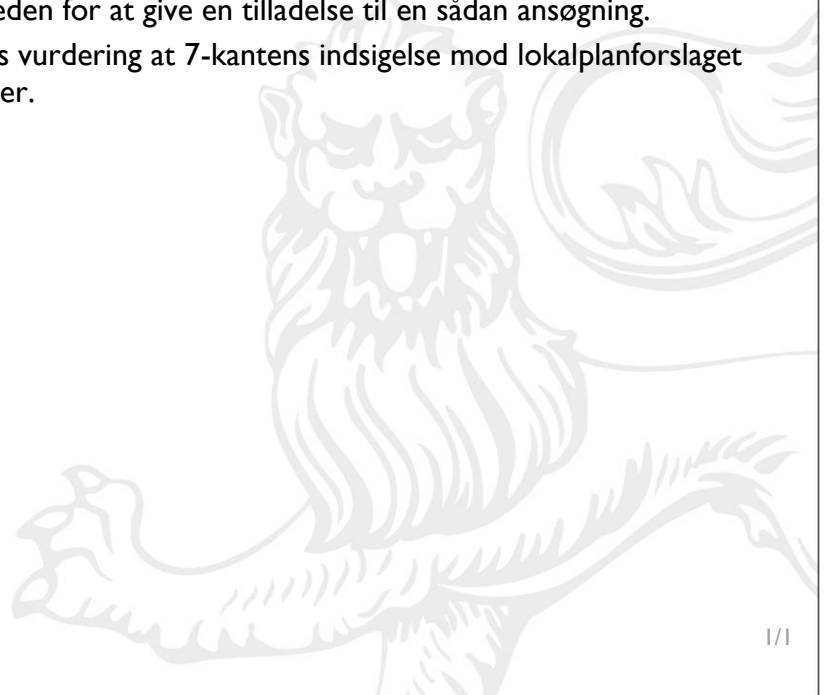 eden for at give en tilladelse til en sådan ansøgning.
s vurdering at 7-kantens indsigelse mod lokalplanforslaget
er.
1/1